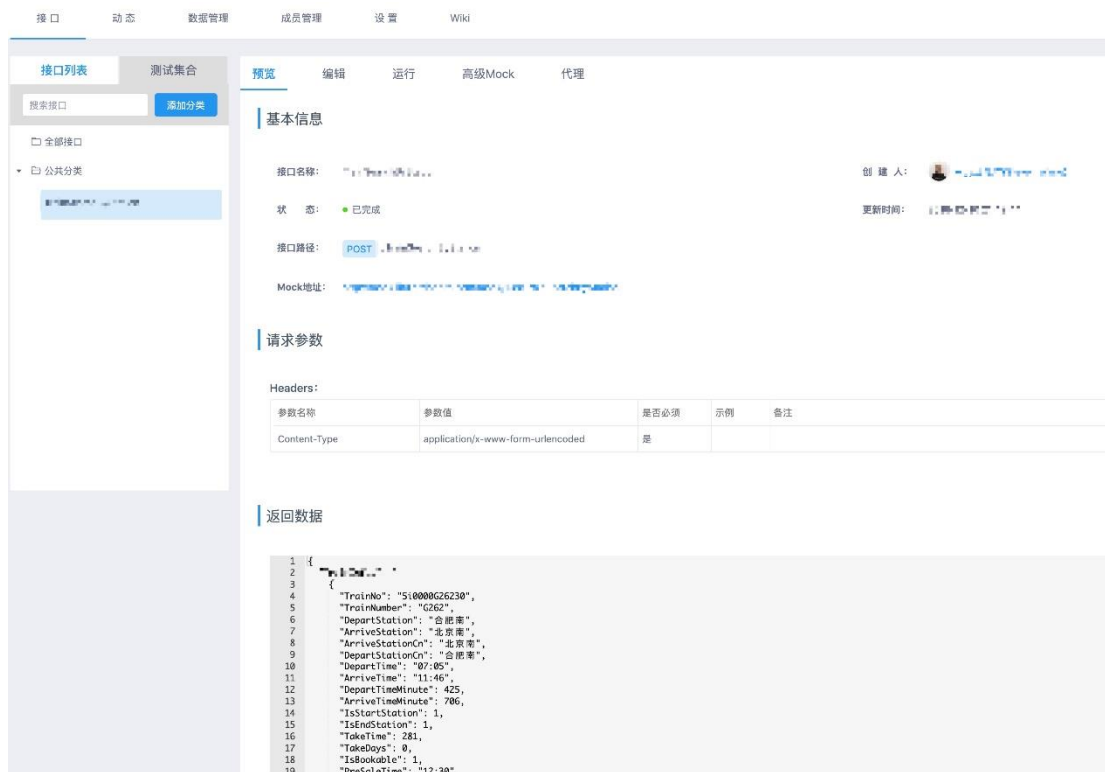 接 口 动 态 数据管理 成员管理 设 置 Wiki
接口列表 测试集合
搜索接口 添加分类
全部接口
公共分类
预览 编辑 运行 高级Mock 代理
基本信息
接口名称: 创 建 人:
状 态: 已完成 更新时间:
接口路径: POST
Mock地址:
请求参数
Headers:
参数名称 参数值 是否必须 示例 备注
Content-Type application/x-www-form-urlencoded 是
返回数据
1 {
2
3 {
4 "TrainNo": "5i0000G26230",
5 "TrainNumber": "G262",
6 "DepartStation": "合肥南",
7 "ArriveStation": "北京南",
8 "ArriveStationCn": "北京南",
9 "DepartStationCn": "合肥南",
10 "DepartTime": "07:05",
11 "ArriveTime": "11:46",
12 "DepartTimeMinute": 425,
13 "ArriveTimeMinute": 706,
14 "IsStartStation": 1,
15 "IsEndStation": 1,
16 "TakeTime": 281,
17 "TakeDays": 0,
18 "IsBookable": 1,
19 "PreSaleTime": "12:30",